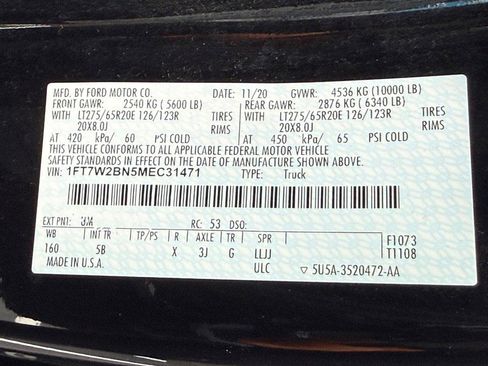 MFD. BY FORD MOTOR CO. DATE: 11/20 GVWR: 4536 KG (10000 LB)
FRONT GAWR: 2540 KG (5600 LB) REAR GAWR: 2876 KG (6340 LB)
WITH LT275/65R20E 126/123R TIRES WITH LT275/65R20E 126/123R TIRES
20X8.0J RIMS 20X8.0J RIMS
AT 420 kPa/ 60 PSI COLD AT 450 kPa/ 65 PSI COLD
THIS VEHICLE CONFORMS TO ALL APPLICABLE FEDERAL MOTOR VEHICLE
SAFETY STANDARDS IN EFFECT ON THE DATE OF MANUFACTURE SHOWN ABOVE.
VIN: 1FT7W2BN5MEC31471 TYPE: Truck
EXT PNT: JM RC: 53 DSO:
WB INT TR TP/PS R AXLE TR SPR F1073
160 5B X 3J G LLJJ T1108
MADE IN U.S.A. ULC ▽ 5U5A-3520472-AA